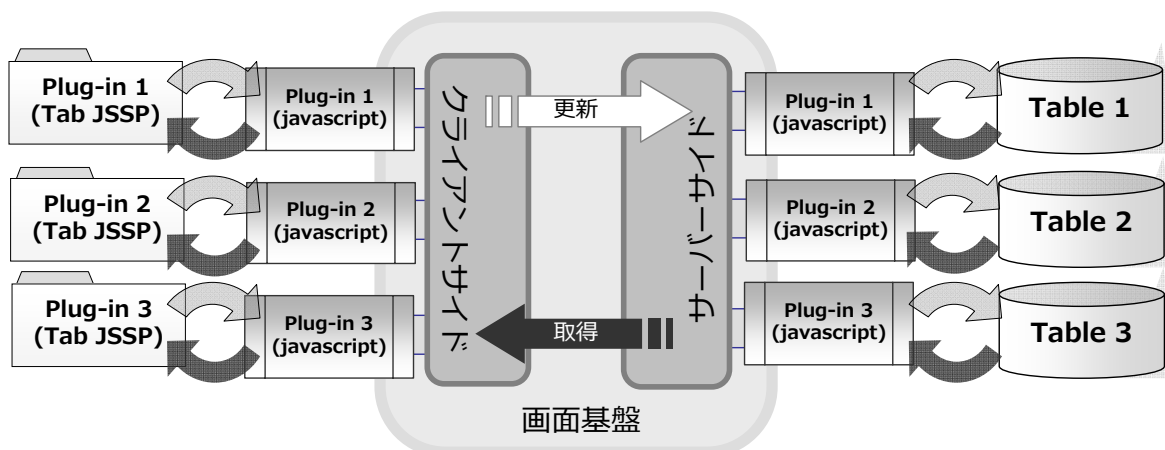 Plug-in 1
(Tab JSSP)
Plug-in 1
(javascript)
クライアントサイド
更新
サーバーサイド
Plug-in 1
(javascript)
Table 1
Plug-in 2
(Tab JSSP)
Plug-in 2
(javascript)
Plug-in 2
(javascript)
Table 2
Plug-in 3
(Tab JSSP)
Plug-in 3
(javascript)
取得
Plug-in 3
(javascript)
Table 3
画面基盤